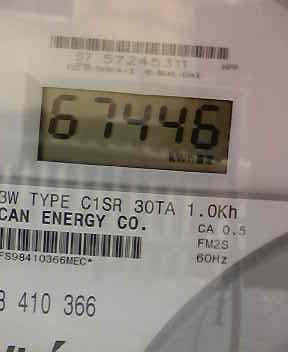 57245311
67446
kWh
3W TYPE C1SR 30TA 1.0Kh
CAN ENERGY CO.
CA 0.5
FM2S
FS98410366MEC*
60Hz
410 366